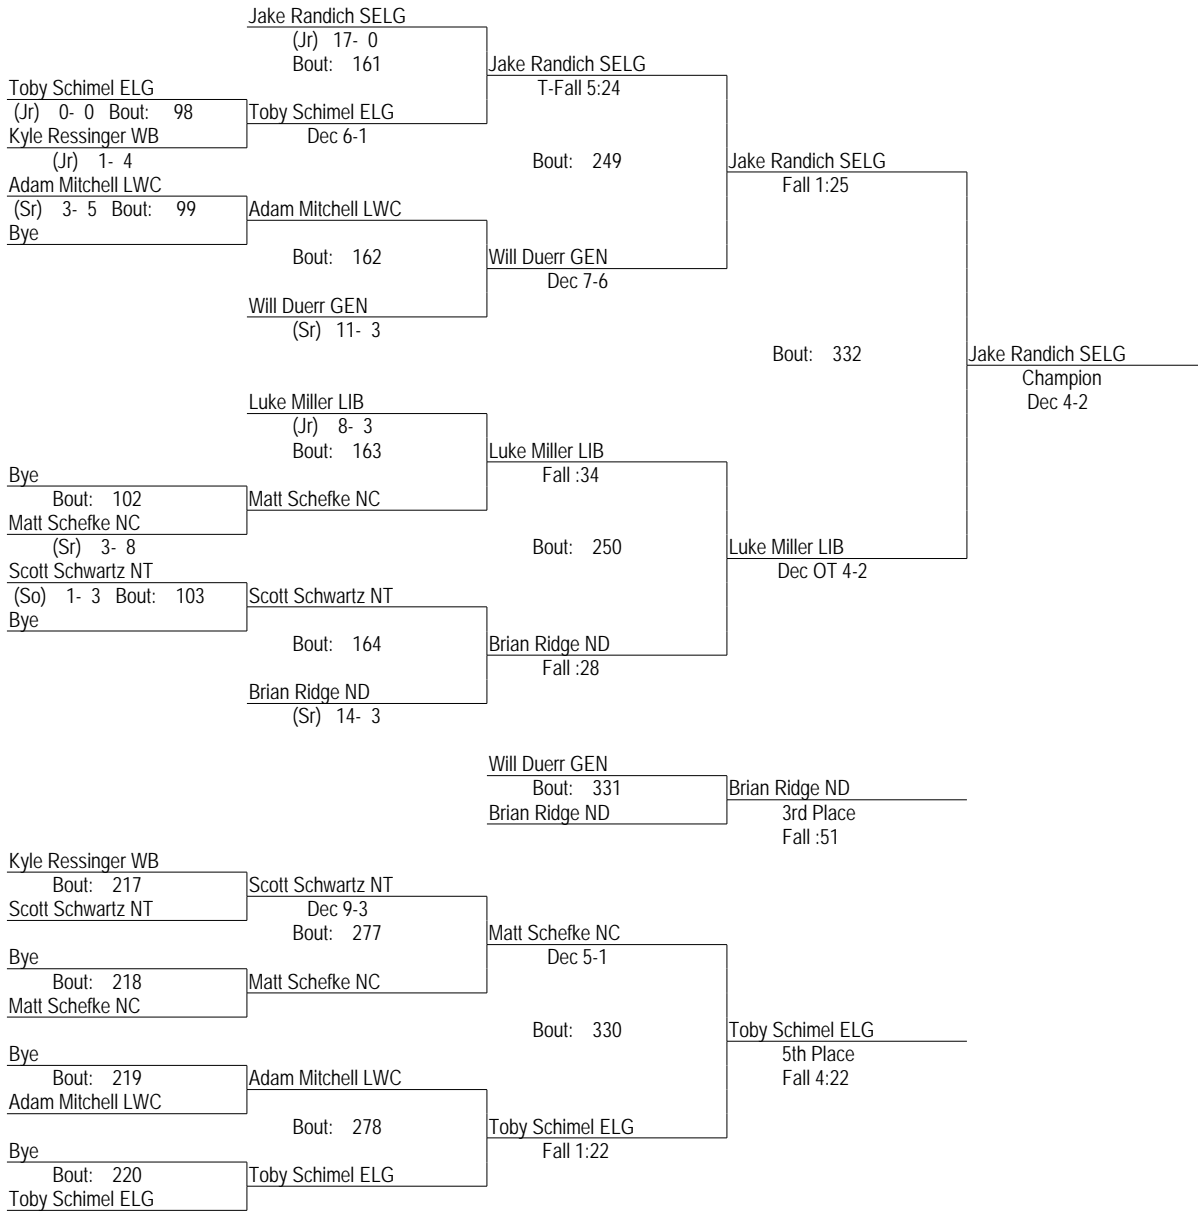 Jake Randich SELG
(Jr) 17- 0
Bout: 161
Jake Randich SELG
T-Fall 5:24
Toby Schimel ELG
(Jr) 0- 0 Bout: 98
Toby Schimel ELG
Dec 6-1
Kyle Ressinger WB
(Jr) 1- 4
Bout: 249
Jake Randich SELG
Fall 1:25
Adam Mitchell LWC
(Sr) 3- 5 Bout: 99
Adam Mitchell LWC
Bye
Bout: 162
Will Duerr GEN
Dec 7-6
Will Duerr GEN
(Sr) 11- 3
Bout: 332
Jake Randich SELG
Champion
Dec 4-2
Luke Miller LIB
(Jr) 8- 3
Bout: 163
Luke Miller LIB
Fall :34
Bye
Bout: 102
Matt Schefke NC
Matt Schefke NC
(Sr) 3- 8
Bout: 250
Luke Miller LIB
Dec OT 4-2
Scott Schwartz NT
(So) 1- 3 Bout: 103
Scott Schwartz NT
Bye
Bout: 164
Brian Ridge ND
Fall :28
Brian Ridge ND
(Sr) 14- 3
Will Duerr GEN
Bout: 331
Brian Ridge ND
Brian Ridge ND
3rd Place
Fall :51
Kyle Ressinger WB
Bout: 217
Scott Schwartz NT
Scott Schwartz NT
Dec 9-3
Bout: 277
Matt Schefke NC
Dec 5-1
Bye
Bout: 218
Matt Schefke NC
Matt Schefke NC
Bout: 330
Toby Schimel ELG
5th Place
Fall 4:22
Bye
Bout: 219
Adam Mitchell LWC
Adam Mitchell LWC
Bout: 278
Toby Schimel ELG
Fall 1:22
Bye
Bout: 220
Toby Schimel ELG
Toby Schimel ELG